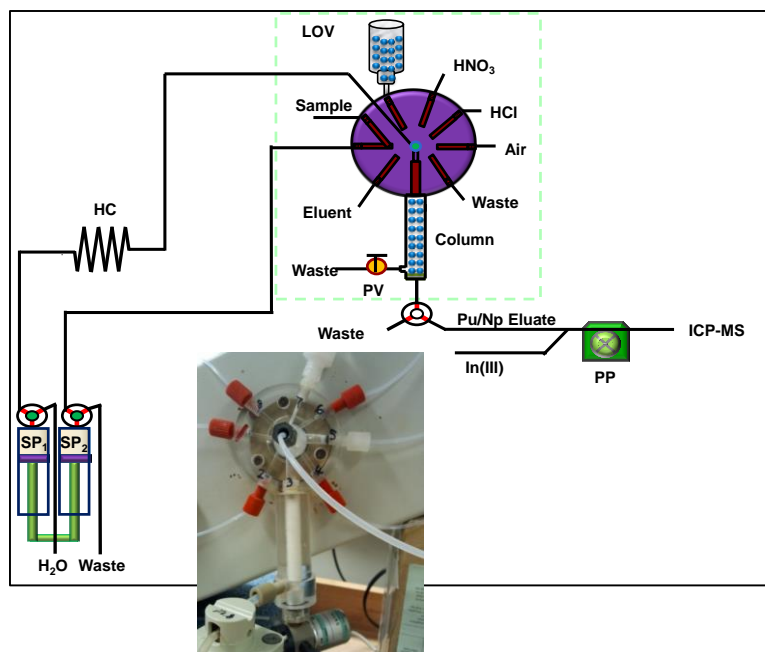 LOV
HNO3
Sample
HCl
Air
Eluent
Waste
HC
Column
Waste
PV
Waste
Pu/Np Eluate
ICP-MS
In(III)
PP
SP1
SP2
H2O
Waste
3